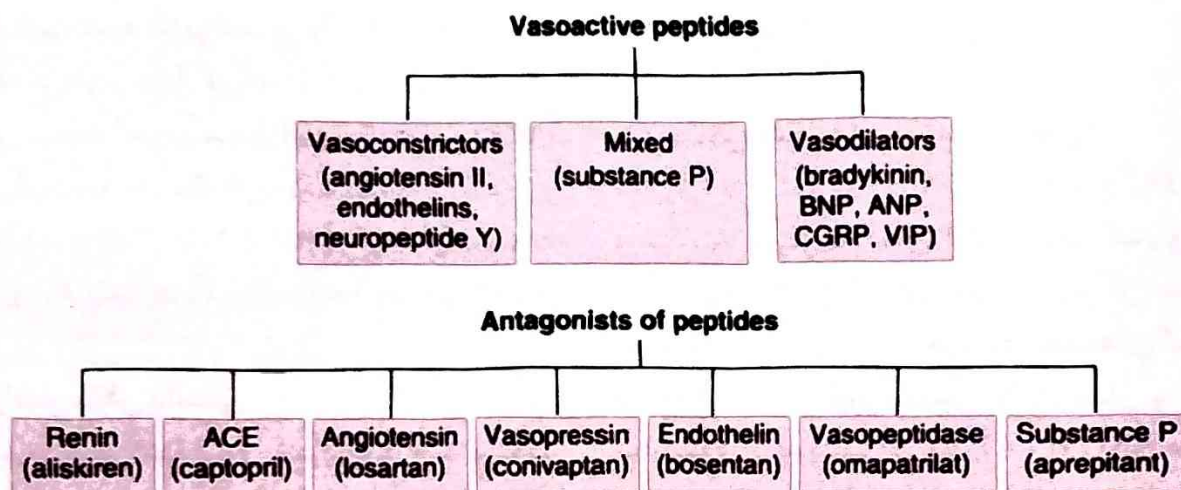 Vasoactive peptides
Vasoconstrictors
(angiotensin II,
endothelins,
neuropeptide Y)
Mixed
(substance P)
Vasodilators
(bradykinin,
BNP, ANP,
CGRP, VIP)
Antagonists of peptides
Renin
(aliskiren)
ACE
(captopril)
Angiotensin
(losartan)
Vasopressin
(conivaptan)
Endothelin
(bosentan)
Vasopeptidase
(omapatrilat)
Substance P
(aprepitant)